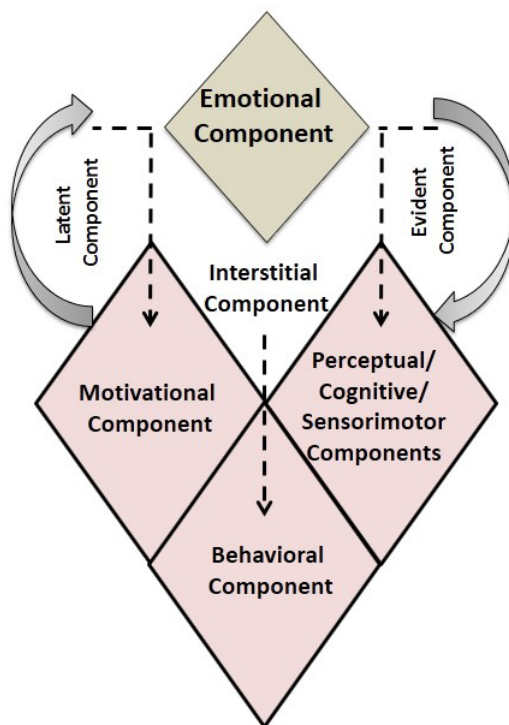 Emotional
Component
Latent
Component
Evident
Component
Interstitial
Component
Motivational
Component
Perceptual/
Cognitive/
Sensorimotor
Components
Behavioral
Component